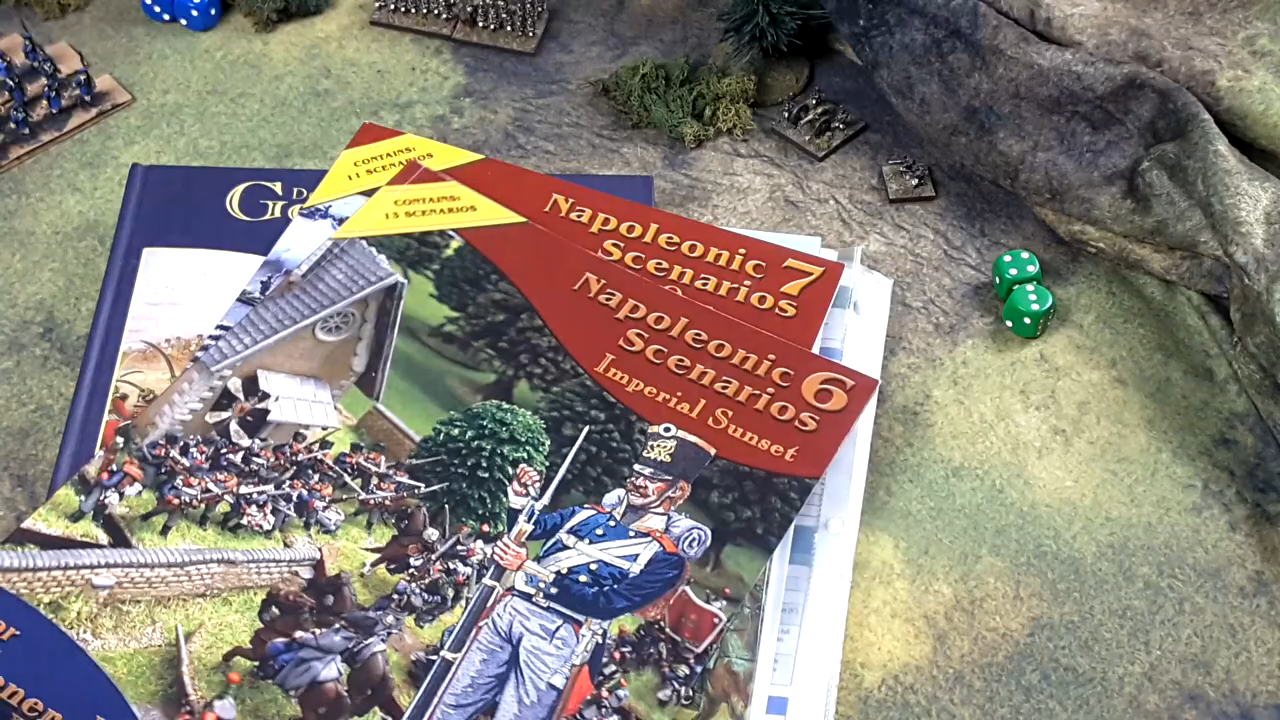 CONTAINS:
11 SCENARIOS
CONTAINS:
13 SCENARIOS
Napoleonic 7
Scenarios
Napoleonic 6
Scenarios
Imperial Sunset